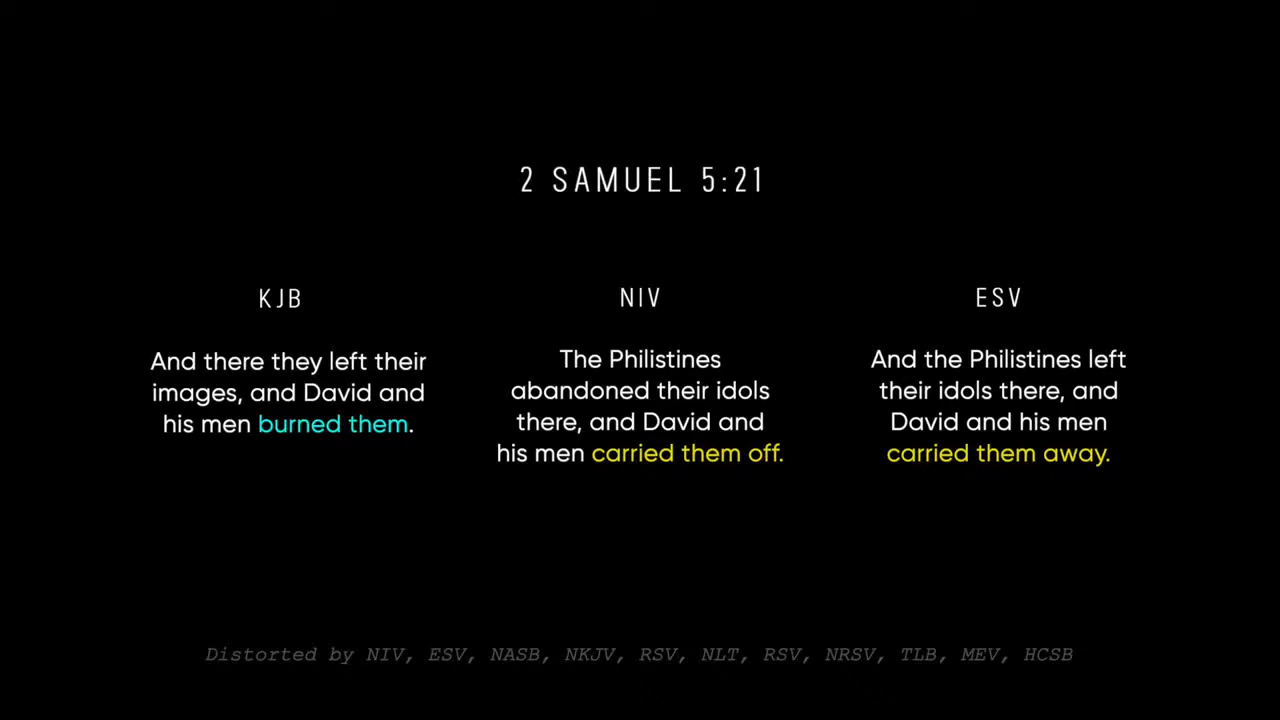 2 SAMUEL 5:21
KJB
And there they left their
images, and David and
his men burned them.
NIV
The Philistines
abandoned their idols
there, and David and
his men carried them off.
ESV
And the Philistines left
their idols there, and
David and his men
carried them away.
Distorted by NIV, ESV, NASB, NKJV, RSV, NLT, RSV, NRSV, TLB, MEV, HCSB